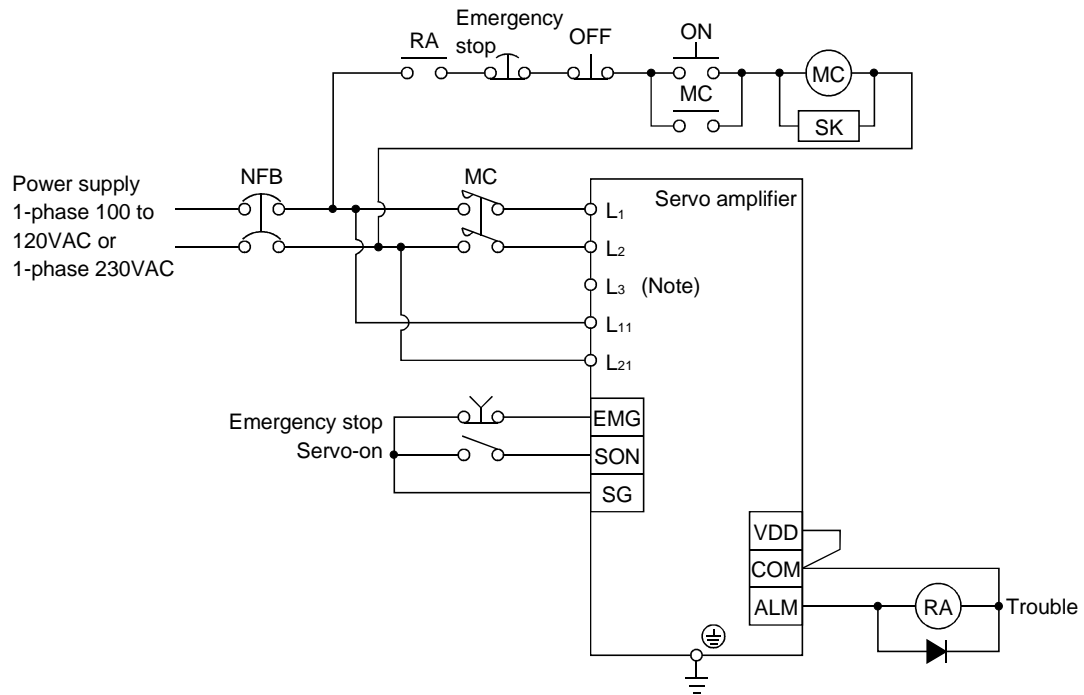 Emergency
stop
RA
OFF
ON
MC
MC
SK
Power supply
1-phase 100 to
120VAC or
1-phase 230VAC
NFB
MC
Servo amplifier
L1
L2
L3 (Note)
L11
L21
Emergency stop
Servo-on
EMG
SON
SG
VDD
COM
ALM
RA
Trouble